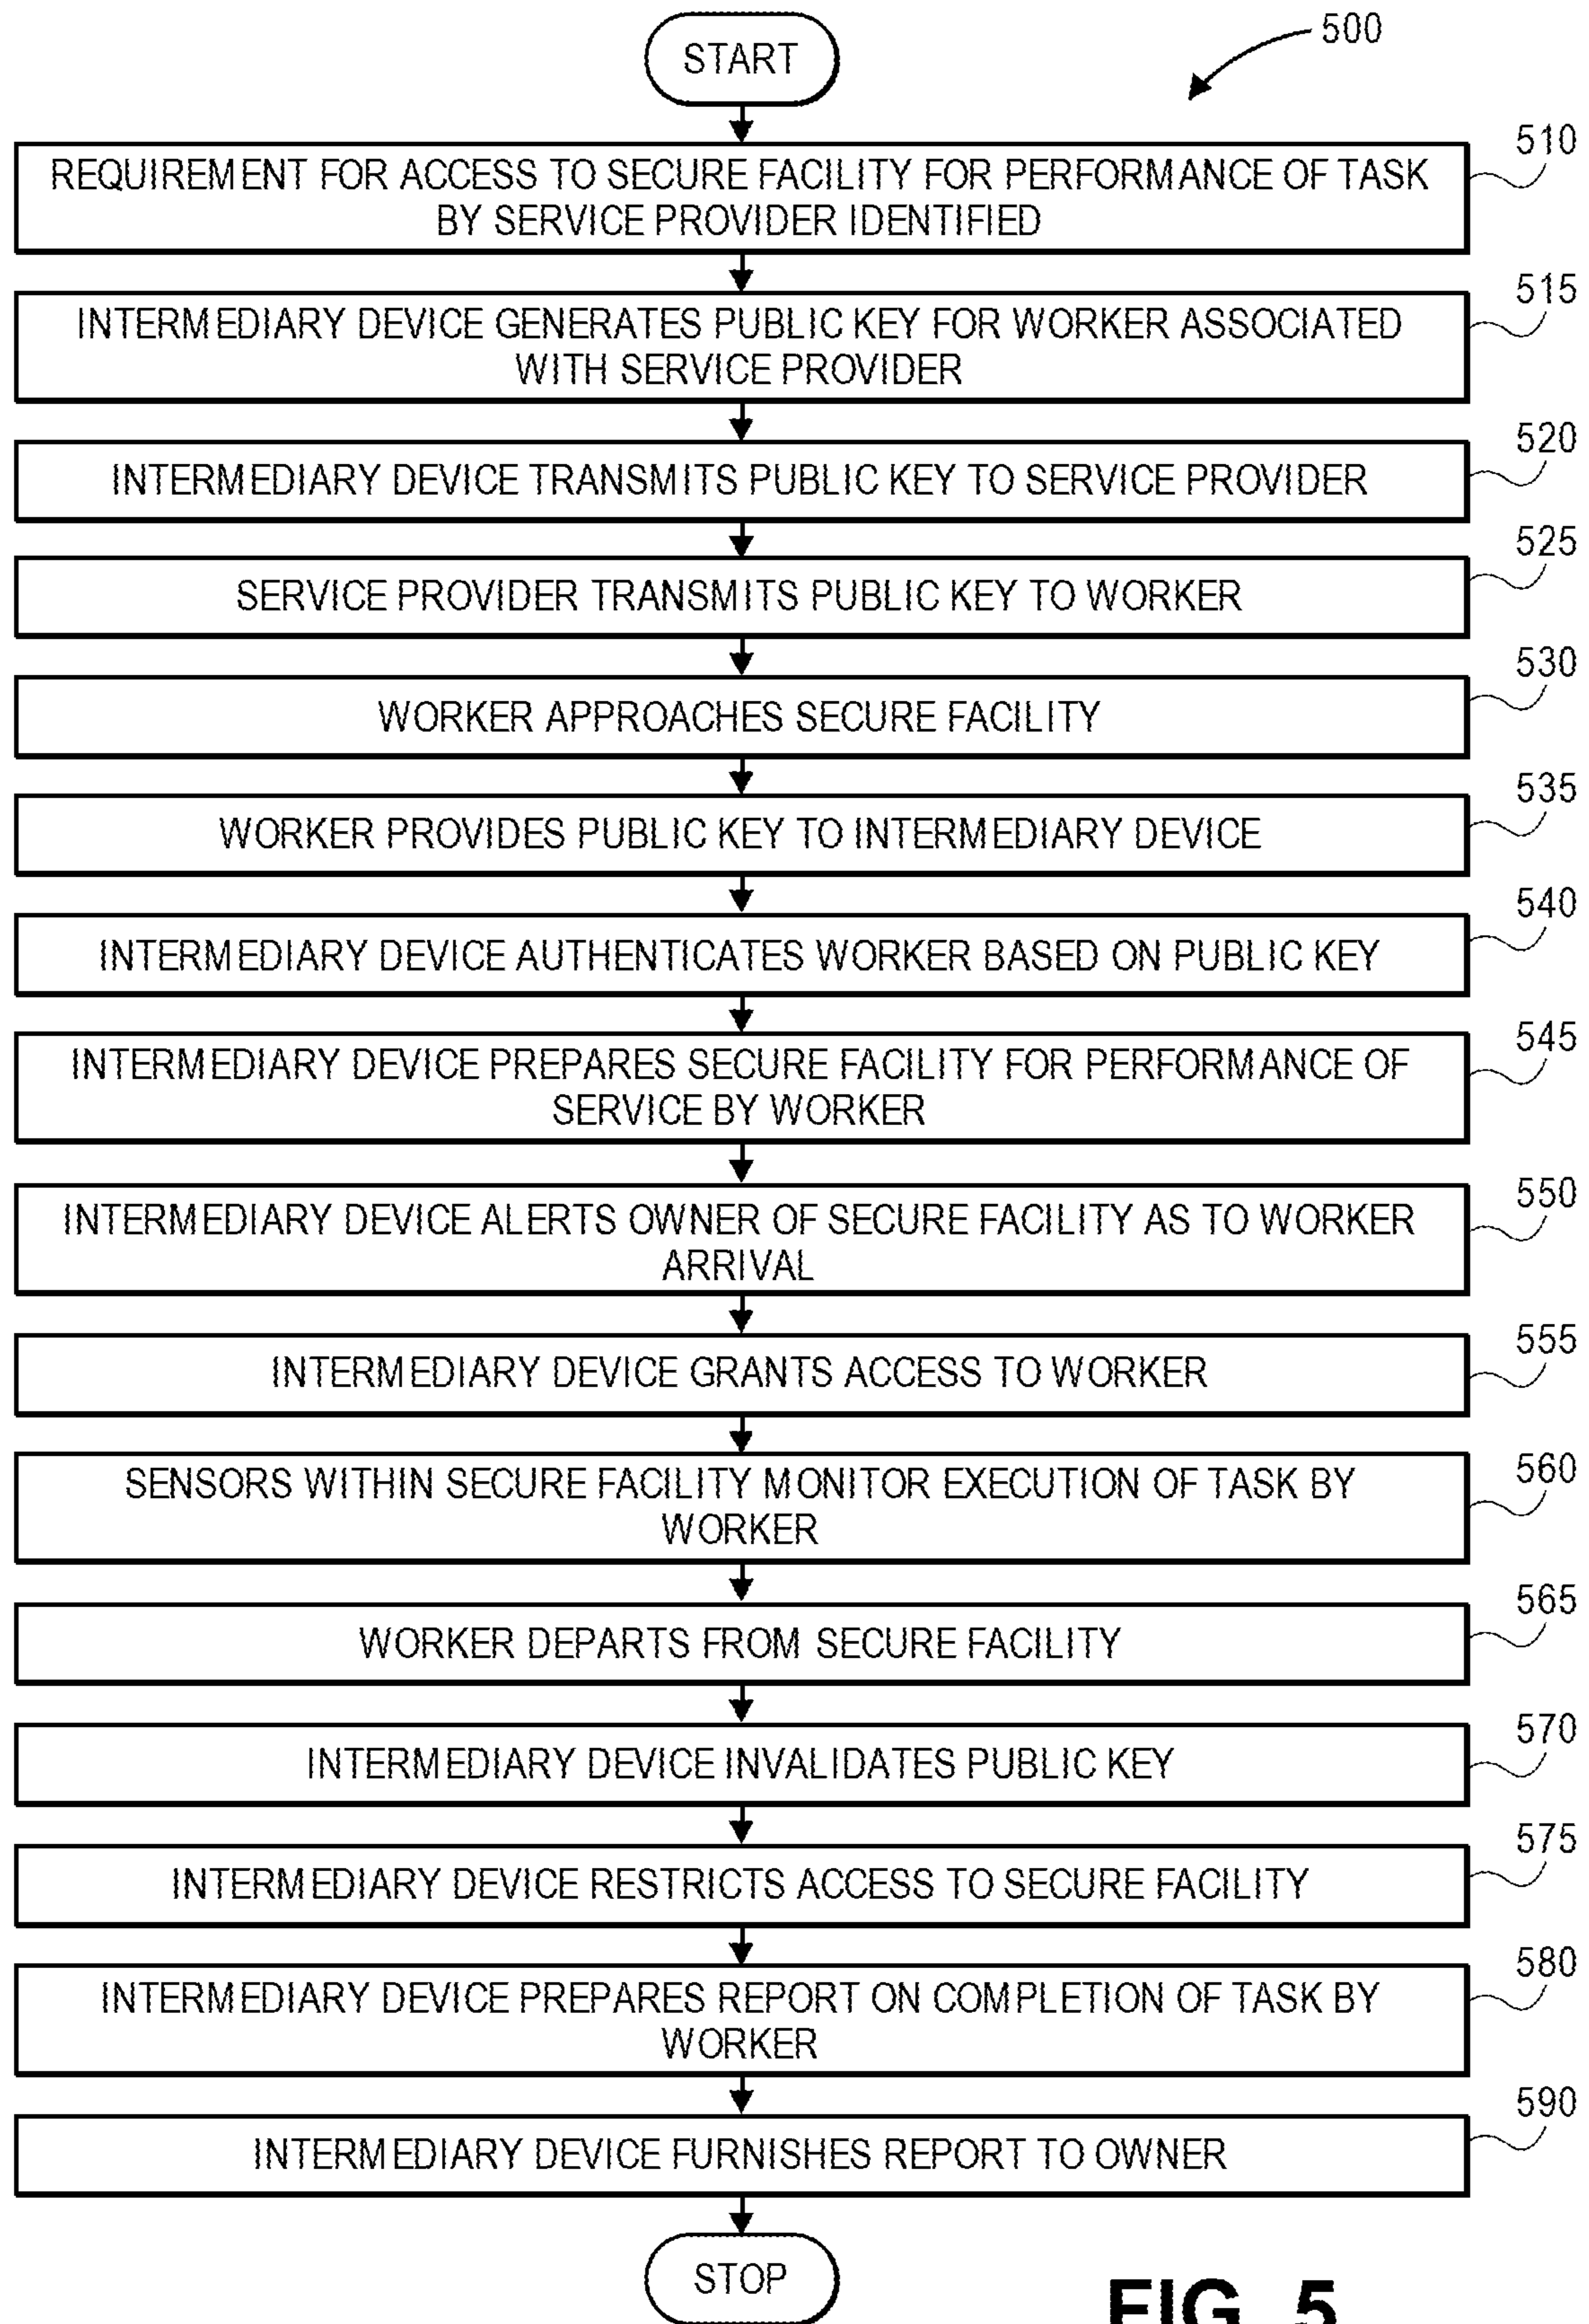 START
500
REQUIREMENT FOR ACCESS TO SECURE FACILITY FOR PERFORMANCE OF TASK
BY SERVICE PROVIDER IDENTIFIED
510
INTERMEDIARY DEVICE GENERATES PUBLIC KEY FOR WORKER ASSOCIATED
WITH SERVICE PROVIDER
515
INTERMEDIARY DEVICE TRANSMITS PUBLIC KEY TO SERVICE PROVIDER
520
SERVICE PROVIDER TRANSMITS PUBLIC KEY TO WORKER
525
WORKER APPROACHES SECURE FACILITY
530
WORKER PROVIDES PUBLIC KEY TO INTERMEDIARY DEVICE
535
INTERMEDIARY DEVICE AUTHENTICATES WORKER BASED ON PUBLIC KEY
540
INTERMEDIARY DEVICE PREPARES SECURE FACILITY FOR PERFORMANCE OF
SERVICE BY WORKER
545
INTERMEDIARY DEVICE ALERTS OWNER OF SECURE FACILITY AS TO WORKER
ARRIVAL
550
INTERMEDIARY DEVICE GRANTS ACCESS TO WORKER
555
SENSORS WITHIN SECURE FACILITY MONITOR EXECUTION OF TASK BY
WORKER
560
WORKER DEPARTS FROM SECURE FACILITY
565
INTERMEDIARY DEVICE INVALIDATES PUBLIC KEY
570
INTERMEDIARY DEVICE RESTRICTS ACCESS TO SECURE FACILITY
575
INTERMEDIARY DEVICE PREPARES REPORT ON COMPLETION OF TASK BY
WORKER
580
INTERMEDIARY DEVICE FURNISHES REPORT TO OWNER
590
STOP
FIG. 5